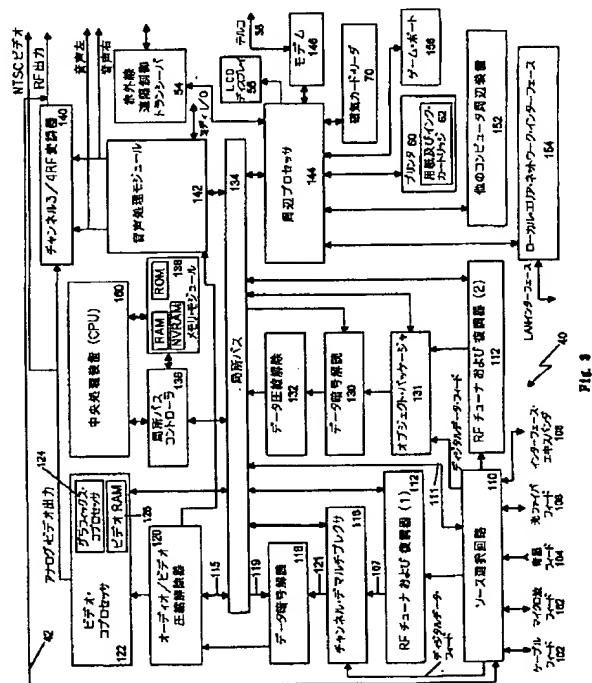 NTSCビデオ
RF出力
音声左
音声右
42
アナログ・ビデオ出力
チャンネル3/4RF変調器
140
赤外線
遠隔制御
トランシーバ
54
テルコ
36
LCD
ディスプレイ
56
モデム
146
ゲーム・ポート
156
磁気カード・リーダ
70
プリンタ 60
用紙及びインク・
カートリッジ 62
他のコンピュータ周辺装置
152
ローカル・エリア・ネットワーク・インターフェース
154
LANインターフェース
周辺プロセッサ
144
音声処理モジュール
142
局所バス
134
中央処理装置 (CPU)
160
RAM
ROM
NVRAM
138
メモリ・モジュール
局所バス
コントローラ
136
124
グラフィックス・
コプロセッサ
ビデオRAM
126
ビデオ・
コプロセッサ
122
オーディオ/ビデオ
圧縮解除器
120
115
119
データ暗号解読
118
121
チャンネル・デマルチプレクサ
107
RFチューナ および 復調器 (1)
112
ディジタルデータ・
フィード
データ圧縮解除
132
データ暗号解読
130
オブジェクト・パッケージャ
131
RFチューナ および 復調器 (2)
112
ディジタルデータ・フィード
111
ソース選択回路
110
ケーブル
フィード
102
マイクロ波
フィード
フィード
104
光ファイバ
フィード
106
インターフェース・
エキスパンダ
108
40